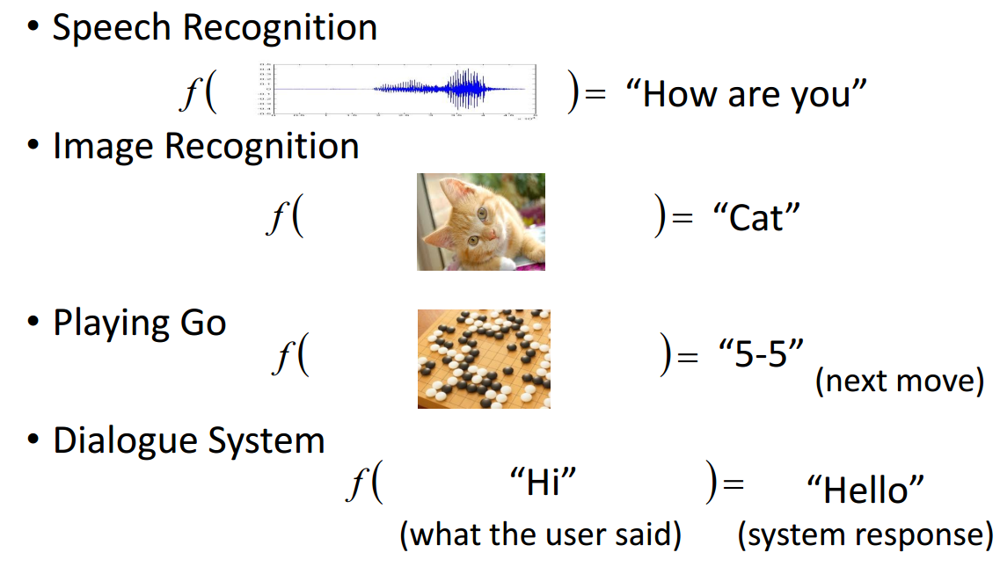 • Speech Recognition
f( )= “How are you”
• Image Recognition
f( )= “Cat”
• Playing Go
f( )= “5-5”
(next move)
• Dialogue System
f( “Hi” )= “Hello”
(what the user said) (system response)